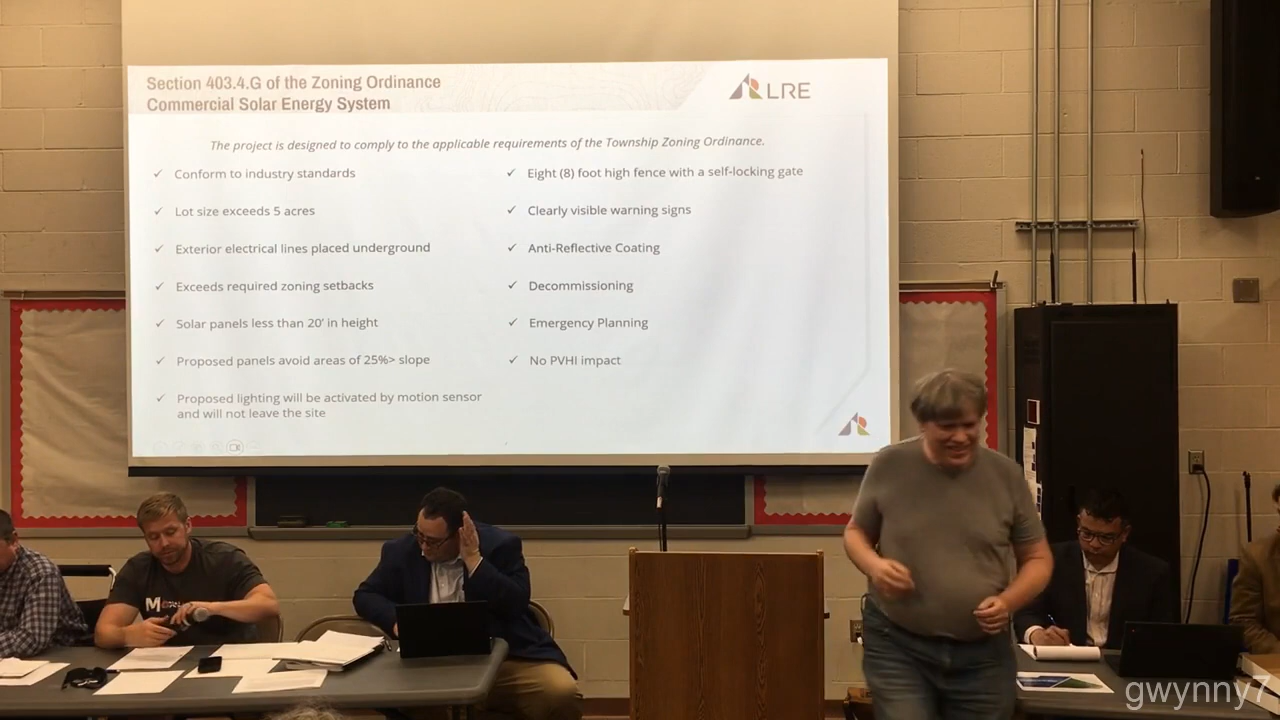 Section 403.4.G of the Zoning Ordinance
Commercial Solar Energy System
LRE
The project is designed to comply to the applicable requirements of the Township Zoning Ordinance.
✓ Conform to industry standards
✓ Lot size exceeds 5 acres
✓ Exterior electrical lines placed underground
✓ Exceeds required zoning setbacks
✓ Solar panels less than 20' in height
✓ Proposed panels avoid areas of 25%> slope
✓ Proposed lighting will be activated by motion sensor
and will not leave the site
✓ Eight (8) foot high fence with a self-locking gate
✓ Clearly visible warning signs
✓ Anti-Reflective Coating
✓ Decommissioning
✓ Emergency Planning
✓ No PVHI impact
M
gwynny7